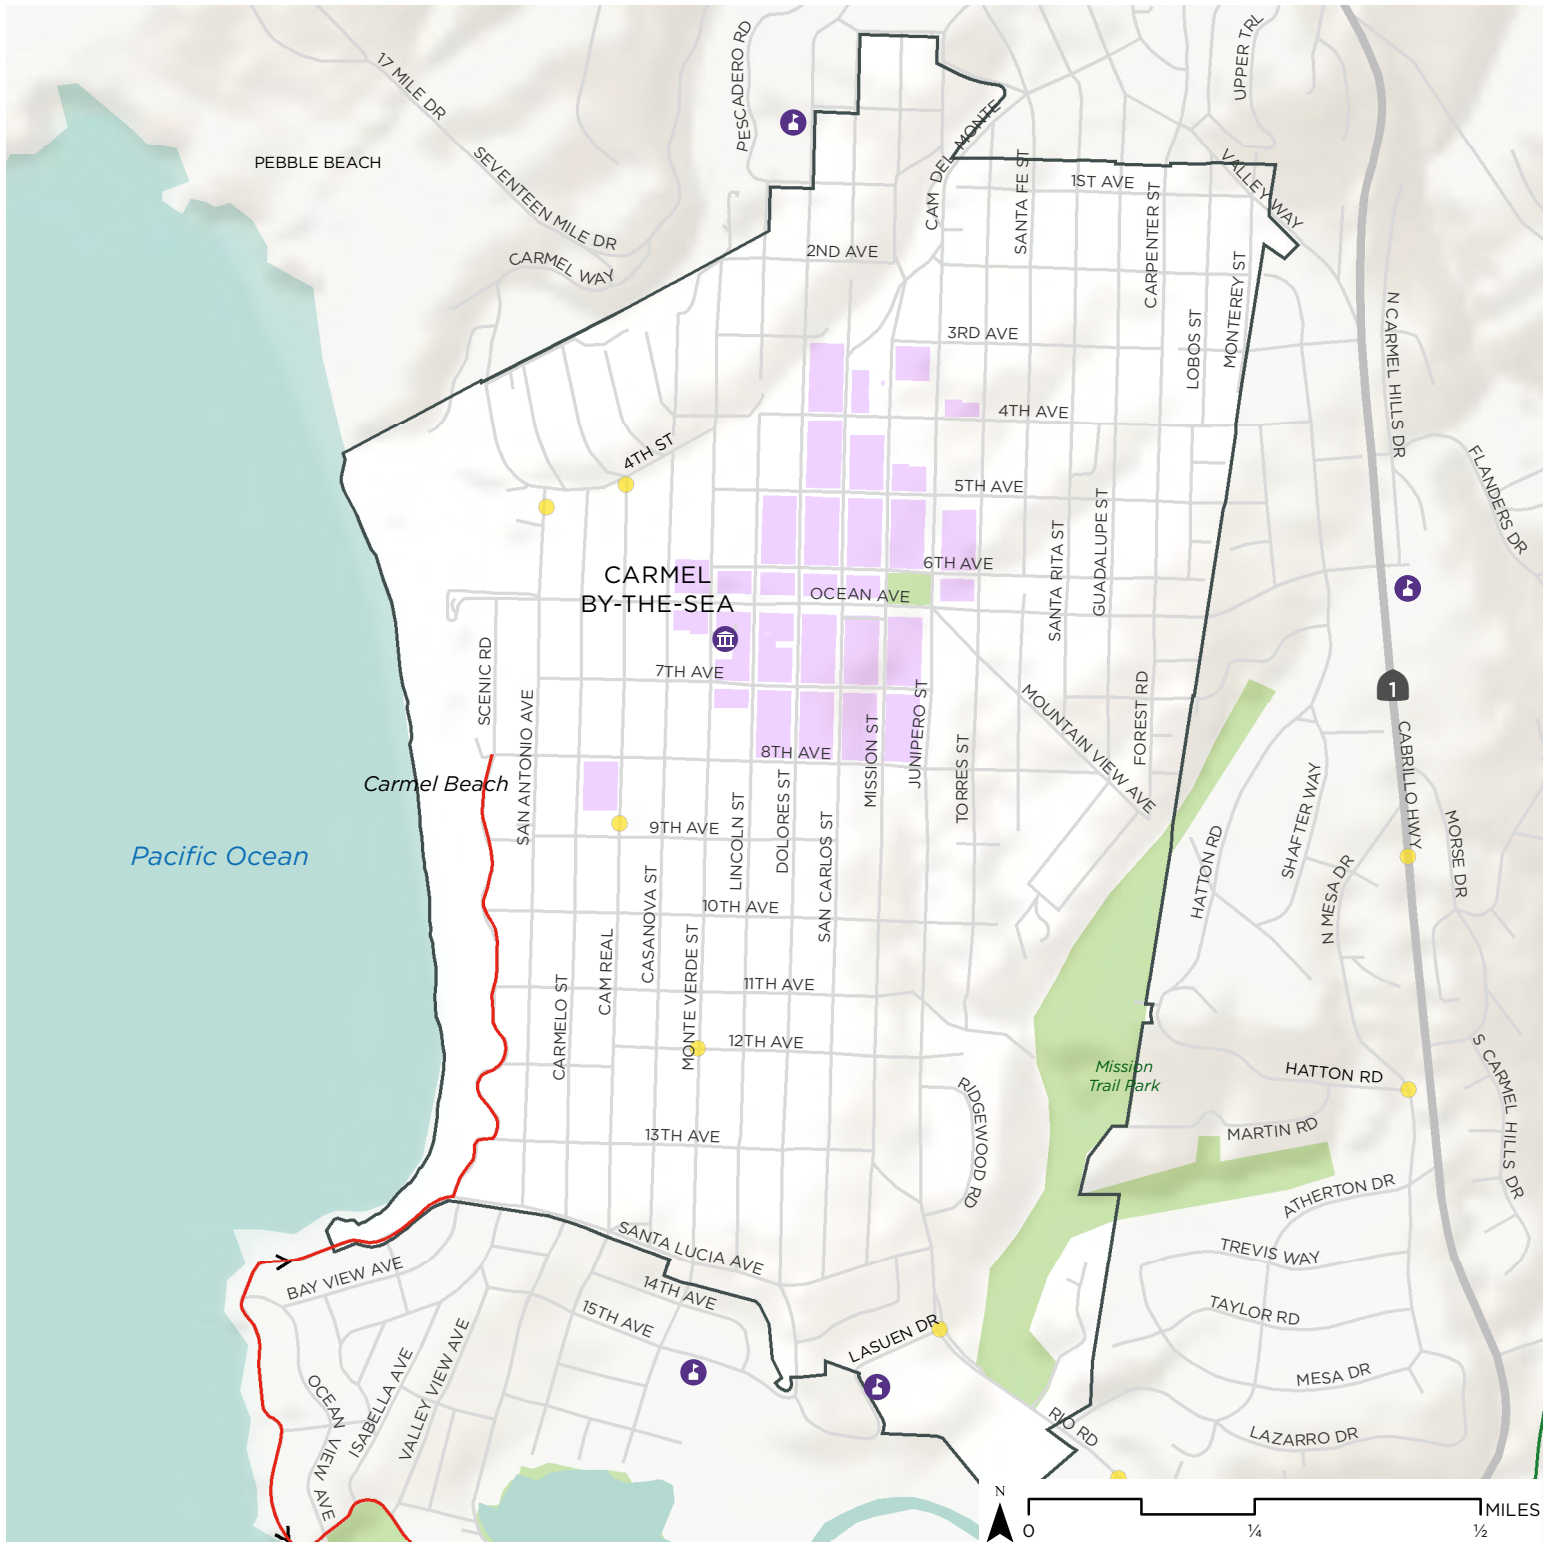 17 MILE DR
PESCADERO RD
UPPER TRL
PEBBLE BEACH
SEVENTEEN MILE DR
CARMEL WAY
CAM DEL MONTE
SANTA FE ST
1ST AVE
CARPENTER ST
VALLEY WAY
2ND AVE
MONTEREY ST
LOBOS ST
3RD AVE
N CARMEL HILLS DR
4TH AVE
4TH ST
FLANDERS DR
5TH AVE
GUADALUPE ST
SANTA RITA ST
6TH AVE
CARMEL
BY-THE-SEA
OCEAN AVE
SCENIC RD
7TH AVE
SAN ANTONIO AVE
JUNIPERO ST
MISSION ST
MOUNTAIN VIEW AVE
FOREST RD
1
CABRILLO HWY
8TH AVE
TORRES ST
Carmel Beach
SHAFTER WAY
HATTON RD
MORSE DR
LINCOLN ST
DOLORES ST
SAN CARLOS ST
9TH AVE
Pacific Ocean
N MESA DR
CASANOVA ST
10TH AVE
CAM REAL
MONTE VERDE ST
CARMELO ST
11TH AVE
12TH AVE
Mission
Trail Park
HATTON RD
S CARMEL HILLS DR
RIDGEWOOD RD
13TH AVE
MARTIN RD
ATHERTON DR
SANTA LUCIA AVE
TREVIS WAY
BAY VIEW AVE
14TH AVE
15TH AVE
TAYLOR RD
LASUEN DR
OCEAN VIEW AVE
ISABELLA AVE
VALLEY VIEW AVE
MESA DR
RIO RD
LAZARRO DR
N
MILES
0
¼
½